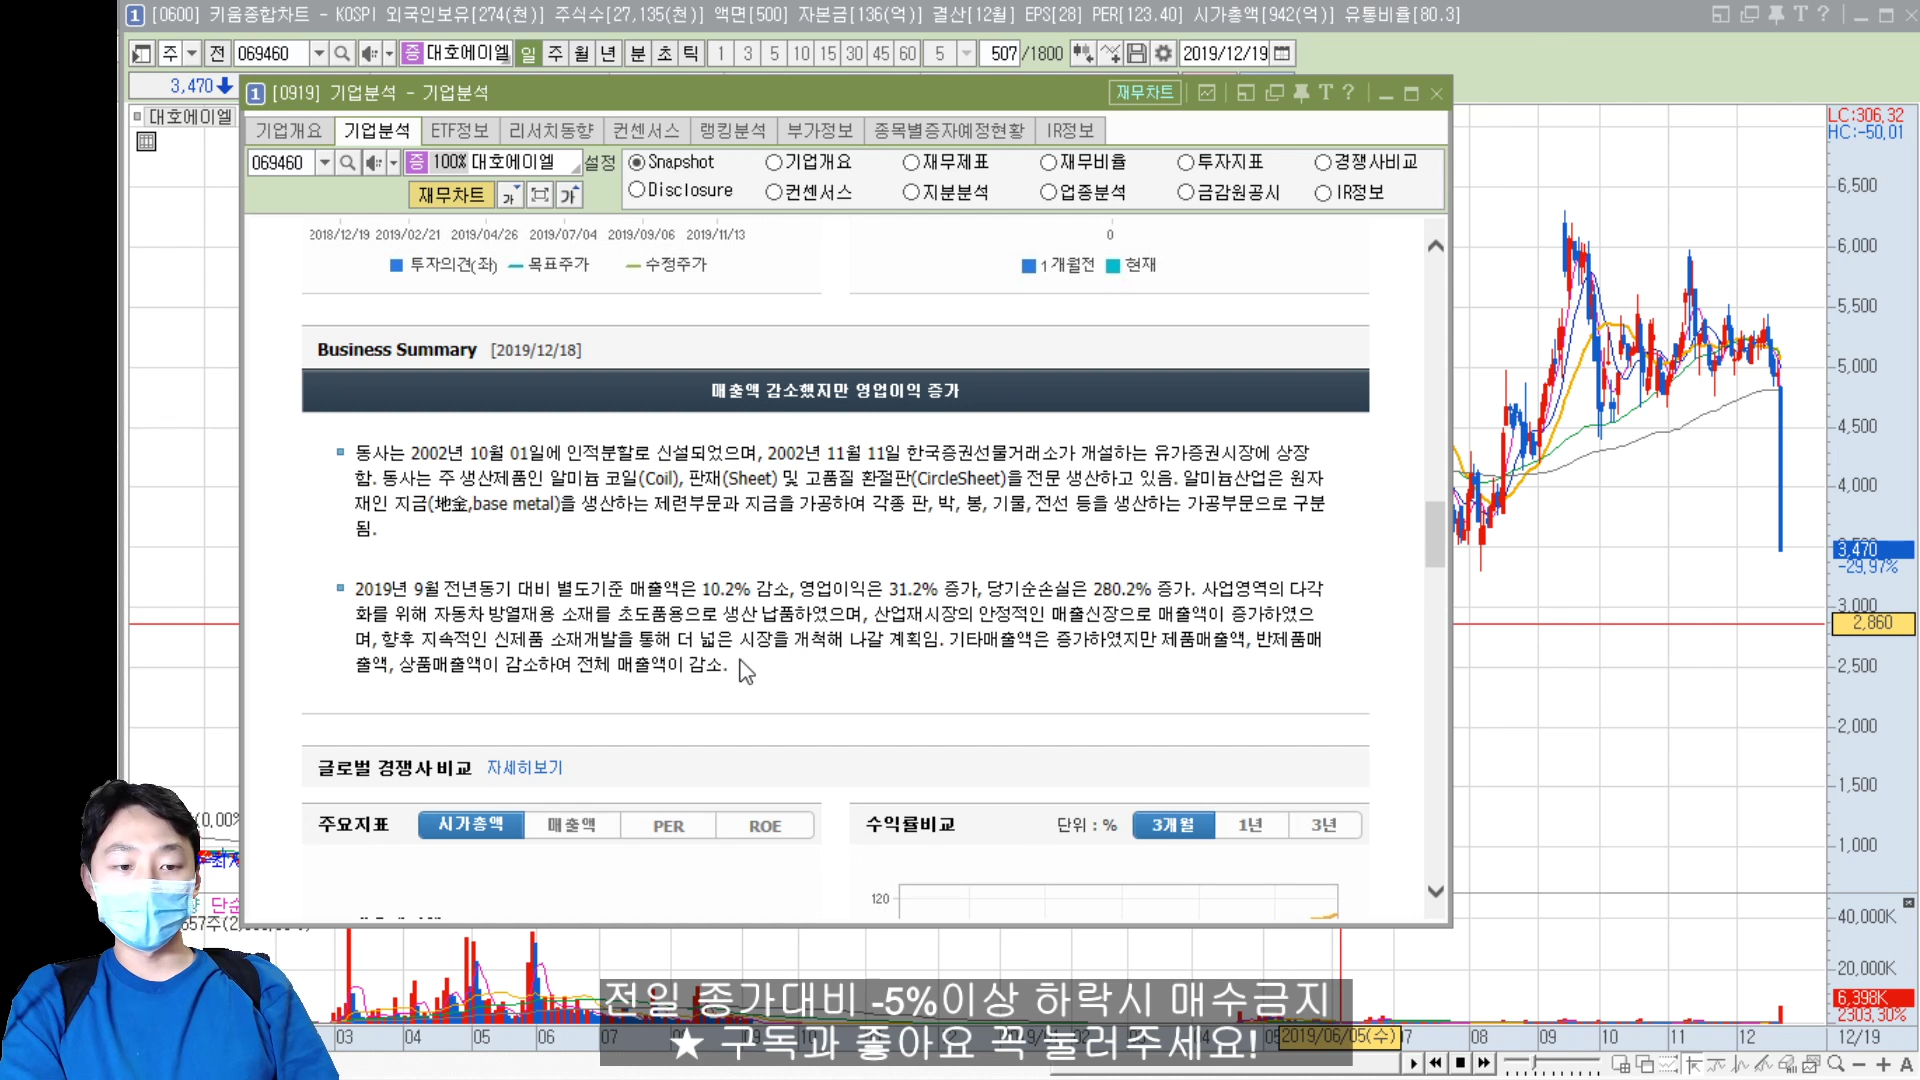 1 [0600] 키움종합차트 - KOSPI 외국인보유[274(천)] 주식수[27,135(천)] 액면[500] 자본금[136(억)] 결산[12월] EPS[28] PER[123.40] 시가총액[942(억)] 유통비율[80.3]
주 전 069460 증 대호에이엘 일 주 월 년 분 초 틱 1 3 5 10 15 30 45 60 5 507 /1800 2019/12/19
3,470
1 [0919] 기업분석 - 기업분석 재무차트
대호에이엘
기업개요 기업분석 ETF정보 리서치동향 컨센서스 랭킹분석 부가정보 종목별증자예정현황 IR정보
069460 증 100% 대호에이엘 설정 Snapshot 기업개요 재무제표 재무비율 투자지표 경쟁사비교
재무차트 가 가 Disclosure 컨센서스 지분분석 업종분석 금감원공시 IR정보
2018/12/19 2019/02/21 2019/04/26 2019/07/04 2019/09/06 2019/11/13 0
투자의견(좌) 목표주가 수정주가 1개월전 현재
Business Summary [2019/12/18]
매출액 감소했지만 영업이익 증가
동사는 2002년 10월 01일에 인적분할로 신설되었으며, 2002년 11월 11일 한국증권선물거래소가 개설하는 유가증권시장에 상장
함. 동사는 주 생산제품인 알미늄 코일(Coil), 판재(Sheet) 및 고품질 환절판(CircleSheet)을 전문 생산하고 있음. 알미늄산업은 원자
재인 지금(地金,base metal)을 생산하는 제련부문과 지금을 가공하여 각종 판, 박, 봉, 기물, 전선 등을 생산하는 가공부문으로 구분
됨.
2019년 9월 전년동기 대비 별도기준 매출액은 10.2% 감소, 영업이익은 31.2% 증가, 당기순손실은 280.2% 증가. 사업영역의 다각
화를 위해 자동차 방열재용 소재를 초도품용으로 생산 납품하였으며, 산업재시장의 안정적인 매출신장으로 매출액이 증가하였으
며, 향후 지속적인 신제품 소재개발을 통해 더 넓은 시장을 개척해 나갈 계획임. 기타매출액은 증가하였지만 제품매출액, 반제품매
출액, 상품매출액이 감소하여 전체 매출액이 감소.
글로벌 경쟁사 비교 자세히보기
주요지표 시가총액 매출액 PER ROE 수익률비교 단위 : % 3개월 1년 3년
120
LC:306,32
HC:-50,01
6,500
6,000
5,500
5,000
4,500
4,000
3,470
-29,97%
3,000
2,860
2,500
2,000
1,500
1,000
40,000K
20,000K
6,398K
2303,30%
(0,00%
전일 종가대비 -5%이상 하락시 매수금지
★ 구독과 좋아요 꼭 눌러주세요!
03 04 05 06 07 2019/06/05(수) 08 09 10 11 12 12/19